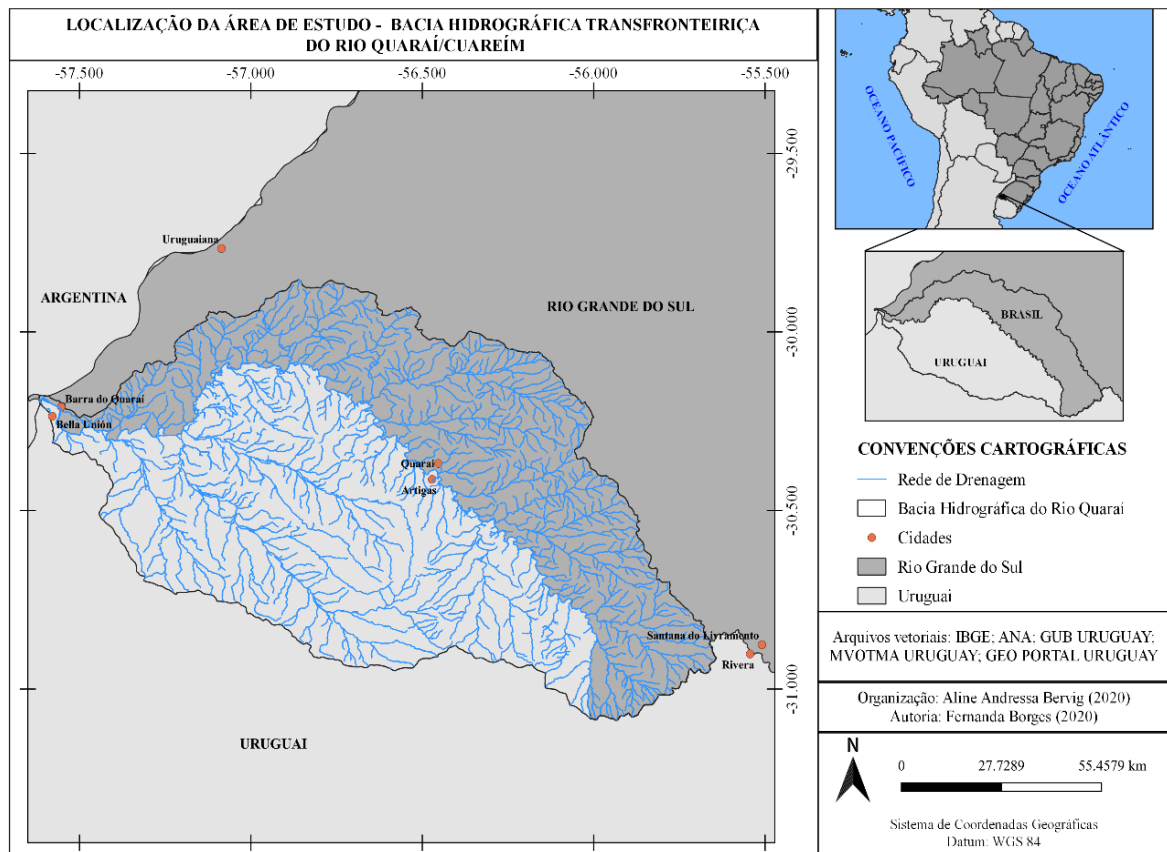 LOCALIZAÇÃO DA ÁREA DE ESTUDO - BACIA HIDROGRÁFICA TRANSFRONTEIRIÇA
DO RIO QUARAÍ/CUAREÍM
-57.500
-57.000
-56.500
-56.000
-55.500
-29.500
-30.000
-30.500
-31.000
Uruguaiana
ARGENTINA
RIO GRANDE DO SUL
Barra do Quaraí
Bella Unión
Quaraí
Artigas
Santana do Livramento
Rivera
URUGUAI
OCEANO PACÍFICO
OCEANO ATLÂNTICO
BRASIL
URUGUAI
CONVENÇÕES CARTOGRÁFICAS
Rede de Drenagem
Bacia Hidrográfica do Rio Quaraí
Cidades
Rio Grande do Sul
Uruguai
Arquivos vetoriais: IBGE; ANA; GUB URUGUAY;
MVOTMA URUGUAY; GEO PORTAL URUGUAY
Organização: Aline Andressa Bervig (2020)
Autoria: Fernanda Borges (2020)
N
0 27.7289 55.4579 km
Sistema de Coordenadas Geográficas
Datum: WGS 84